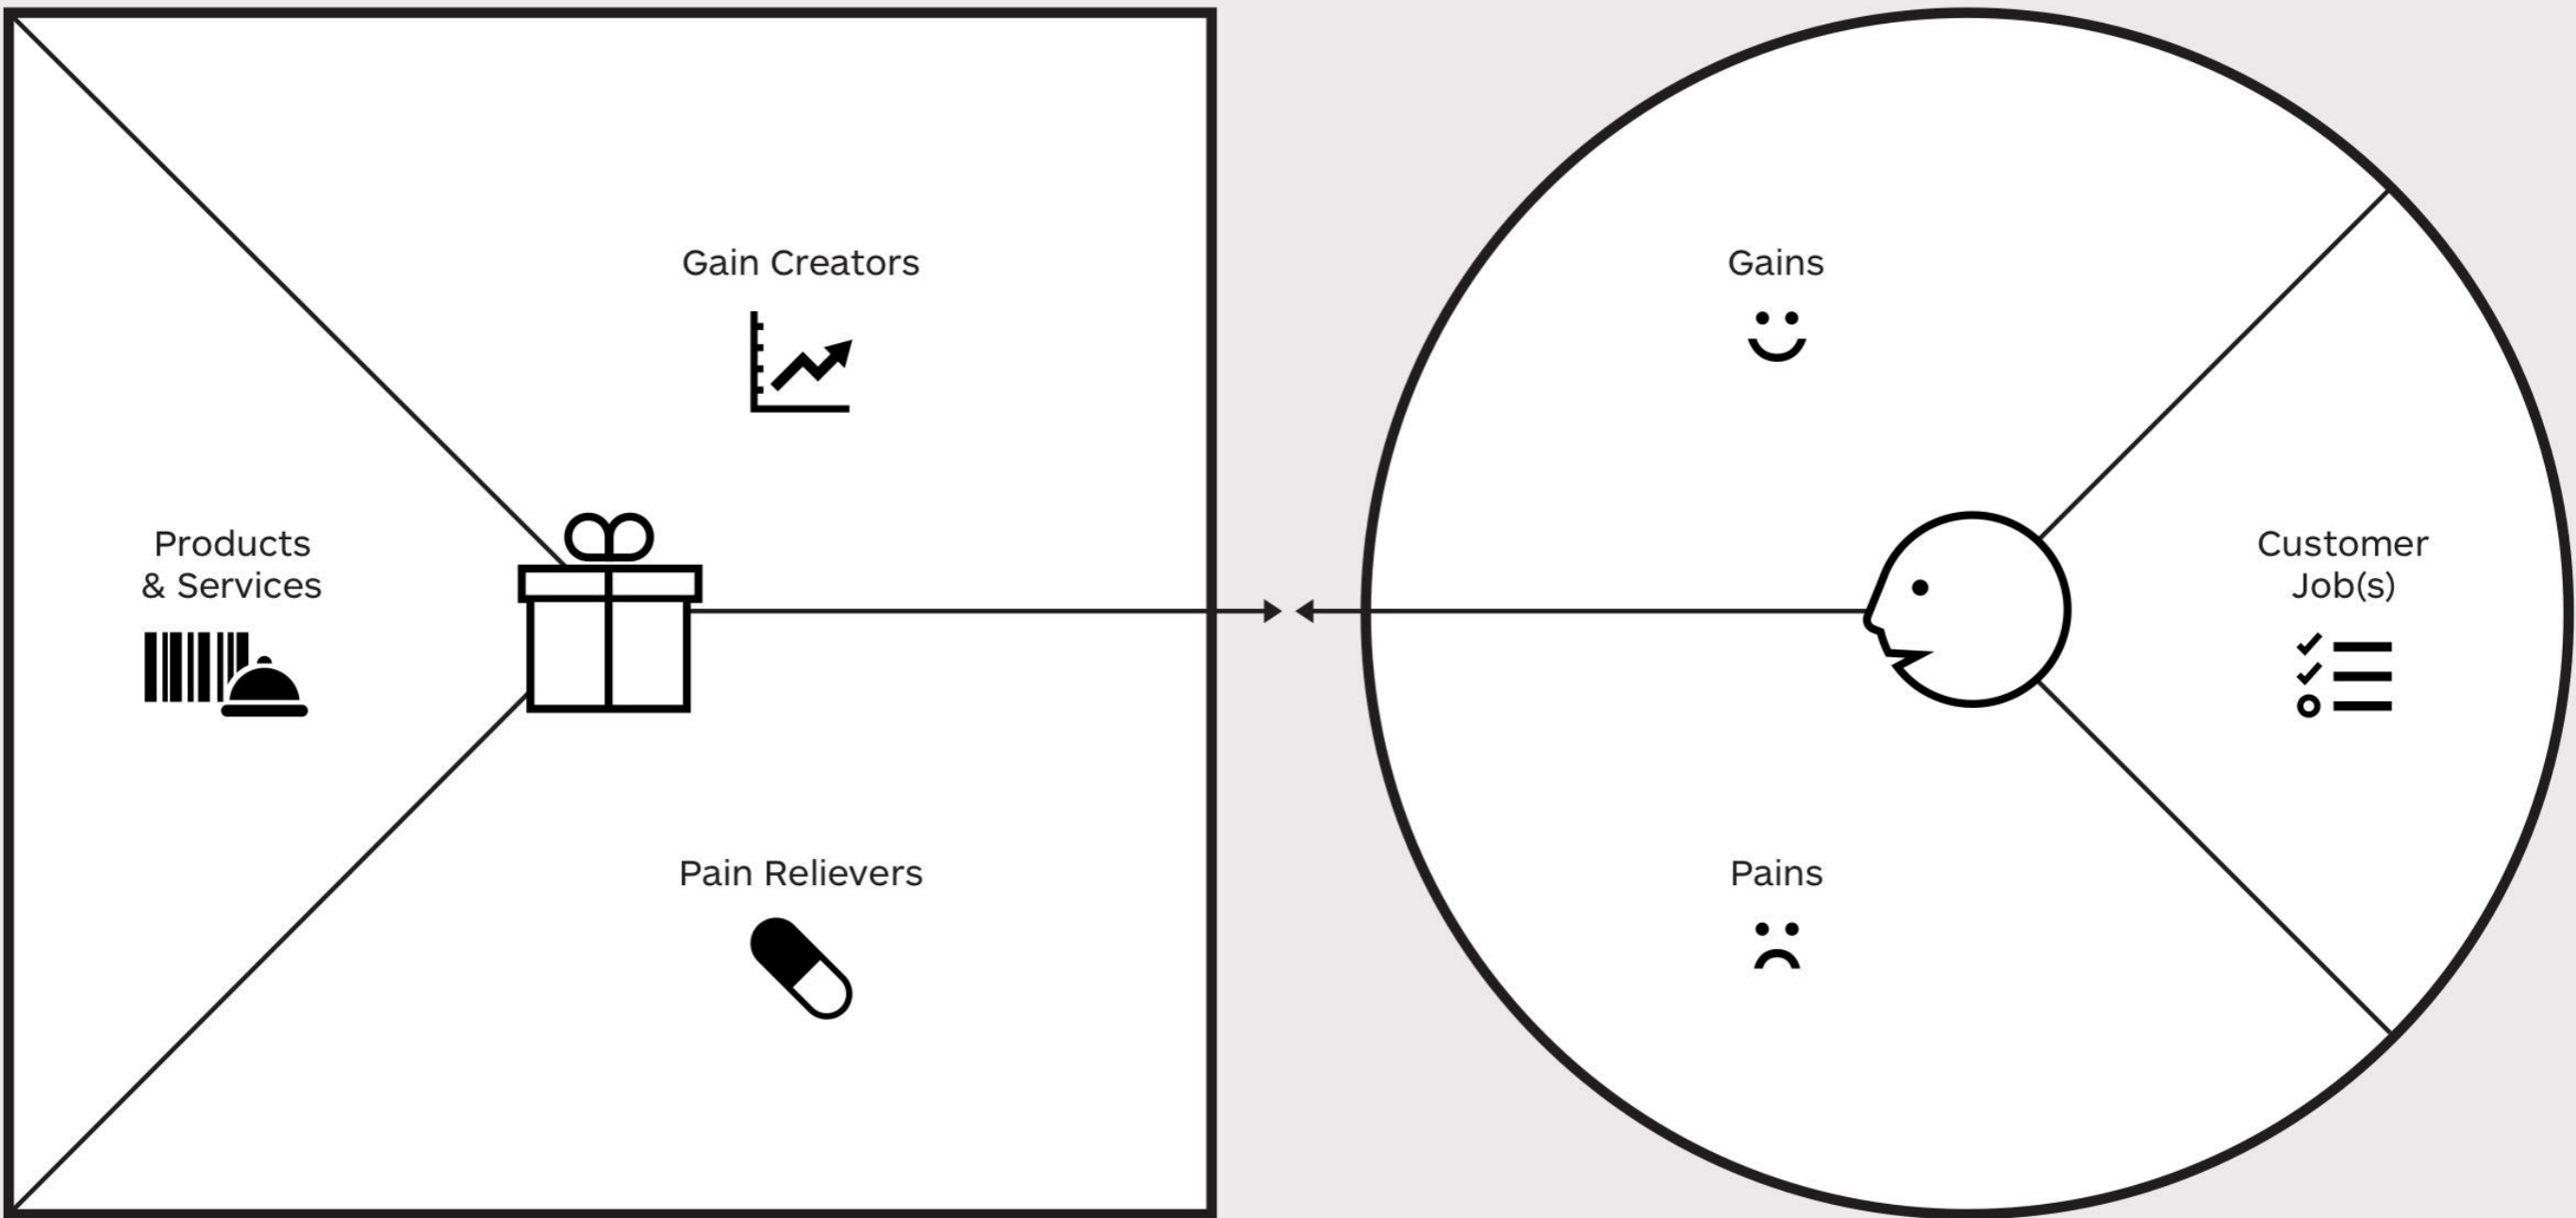 Gain Creators
Products
& Services
Pain Relievers
Gains
Customer
Job(s)
Pains